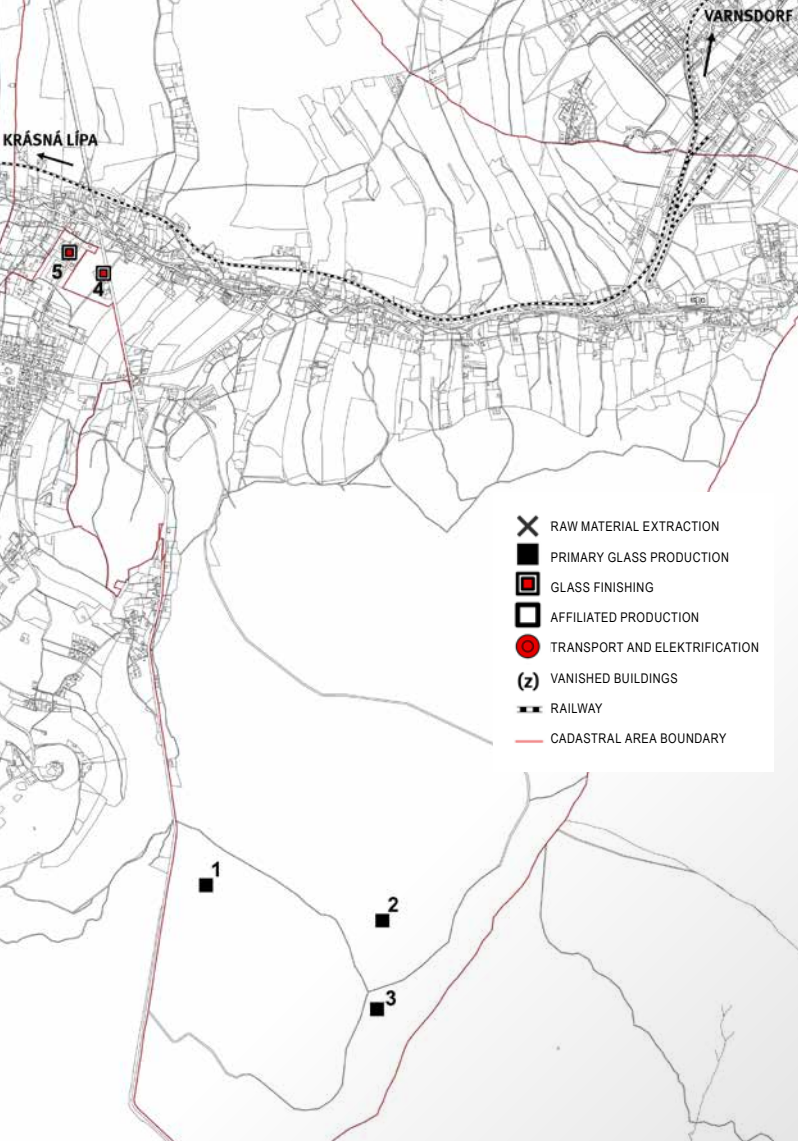 VARNSDORF
KRÁSNÁ LÍPA
5
4
RAW MATERIAL EXTRACTION
PRIMARY GLASS PRODUCTION
GLASS FINISHING
AFFILIATED PRODUCTION
TRANSPORT AND ELEKTRIFICATION
(z) VANISHED BUILDINGS
RAILWAY
CADASTRAL AREA BOUNDARY
1
2
3